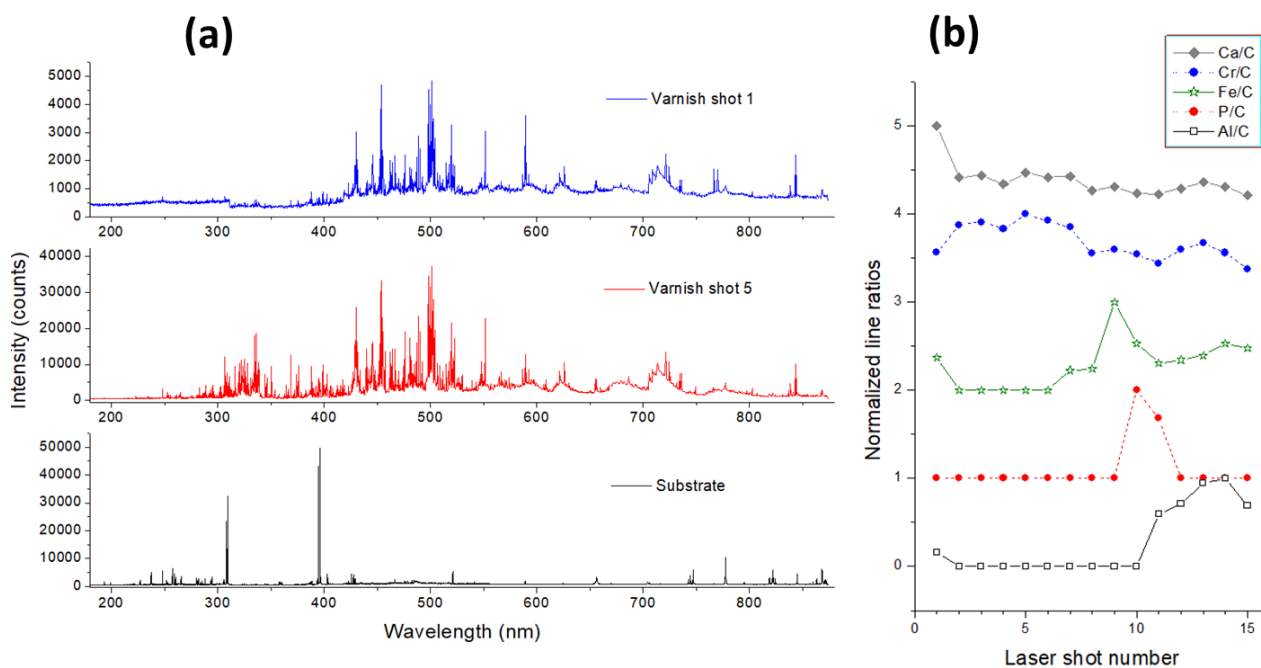 (a)
5000
4000
3000
2000
1000
0
Varnish shot 1
200 300 400 500 600 700 800
40000
30000
20000
10000
0
Varnish shot 5
200 300 400 500 600 700 800
50000
40000
30000
20000
10000
0
Substrate
200 300 400 500 600 700 800
Intensity (counts)
Wavelength (nm)
(b)
Ca/C
Cr/C
Fe/C
P/C
Al/C
5
4
3
2
1
0
0 5 10 15
Normalized line ratios
Laser shot number